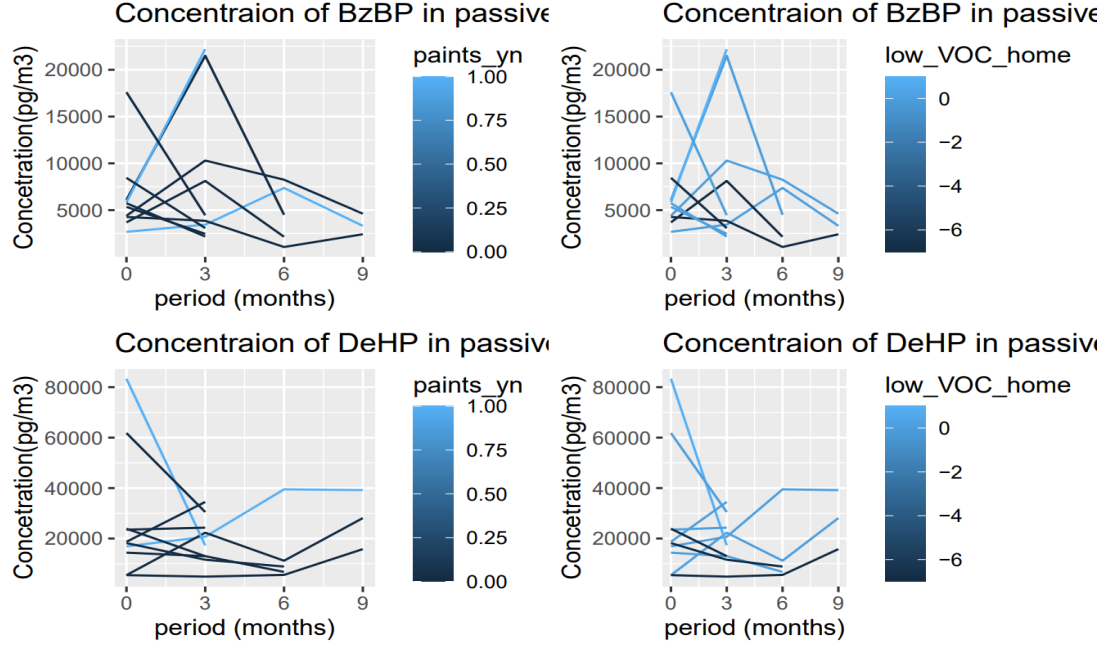 Concentraion of BzBP in passive
Concetration(pg/m3)
20000
15000
10000
5000
0 3 6 9
period (months)
paints_yn
1.00
0.75
0.50
0.25
0.00
Concentraion of BzBP in passive
Concetration(pg/m3)
20000
15000
10000
5000
0 3 6 9
period (months)
low_VOC_home
0
−2
−4
−6
Concentraion of DeHP in passive
Concetration(pg/m3)
80000
60000
40000
20000
0 3 6 9
period (months)
paints_yn
1.00
0.75
0.50
0.25
0.00
Concentraion of DeHP in passive
Concetration(pg/m3)
80000
60000
40000
20000
0 3 6 9
period (months)
low_VOC_home
0
−2
−4
−6